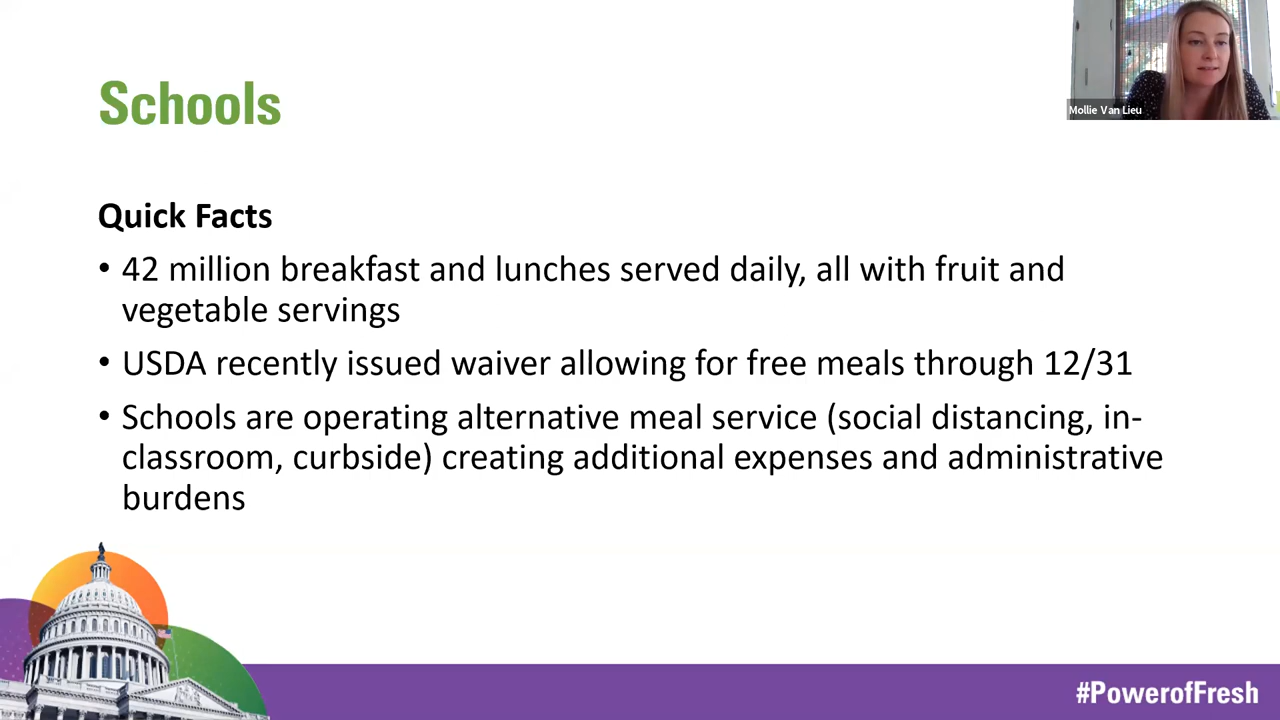 Schools
Mollie Van Lieu
Quick Facts
• 42 million breakfast and lunches served daily, all with fruit and
vegetable servings
• USDA recently issued waiver allowing for free meals through 12/31
• Schools are operating alternative meal service (social distancing, in-
classroom, curbside) creating additional expenses and administrative
burdens
#PowerofFresh